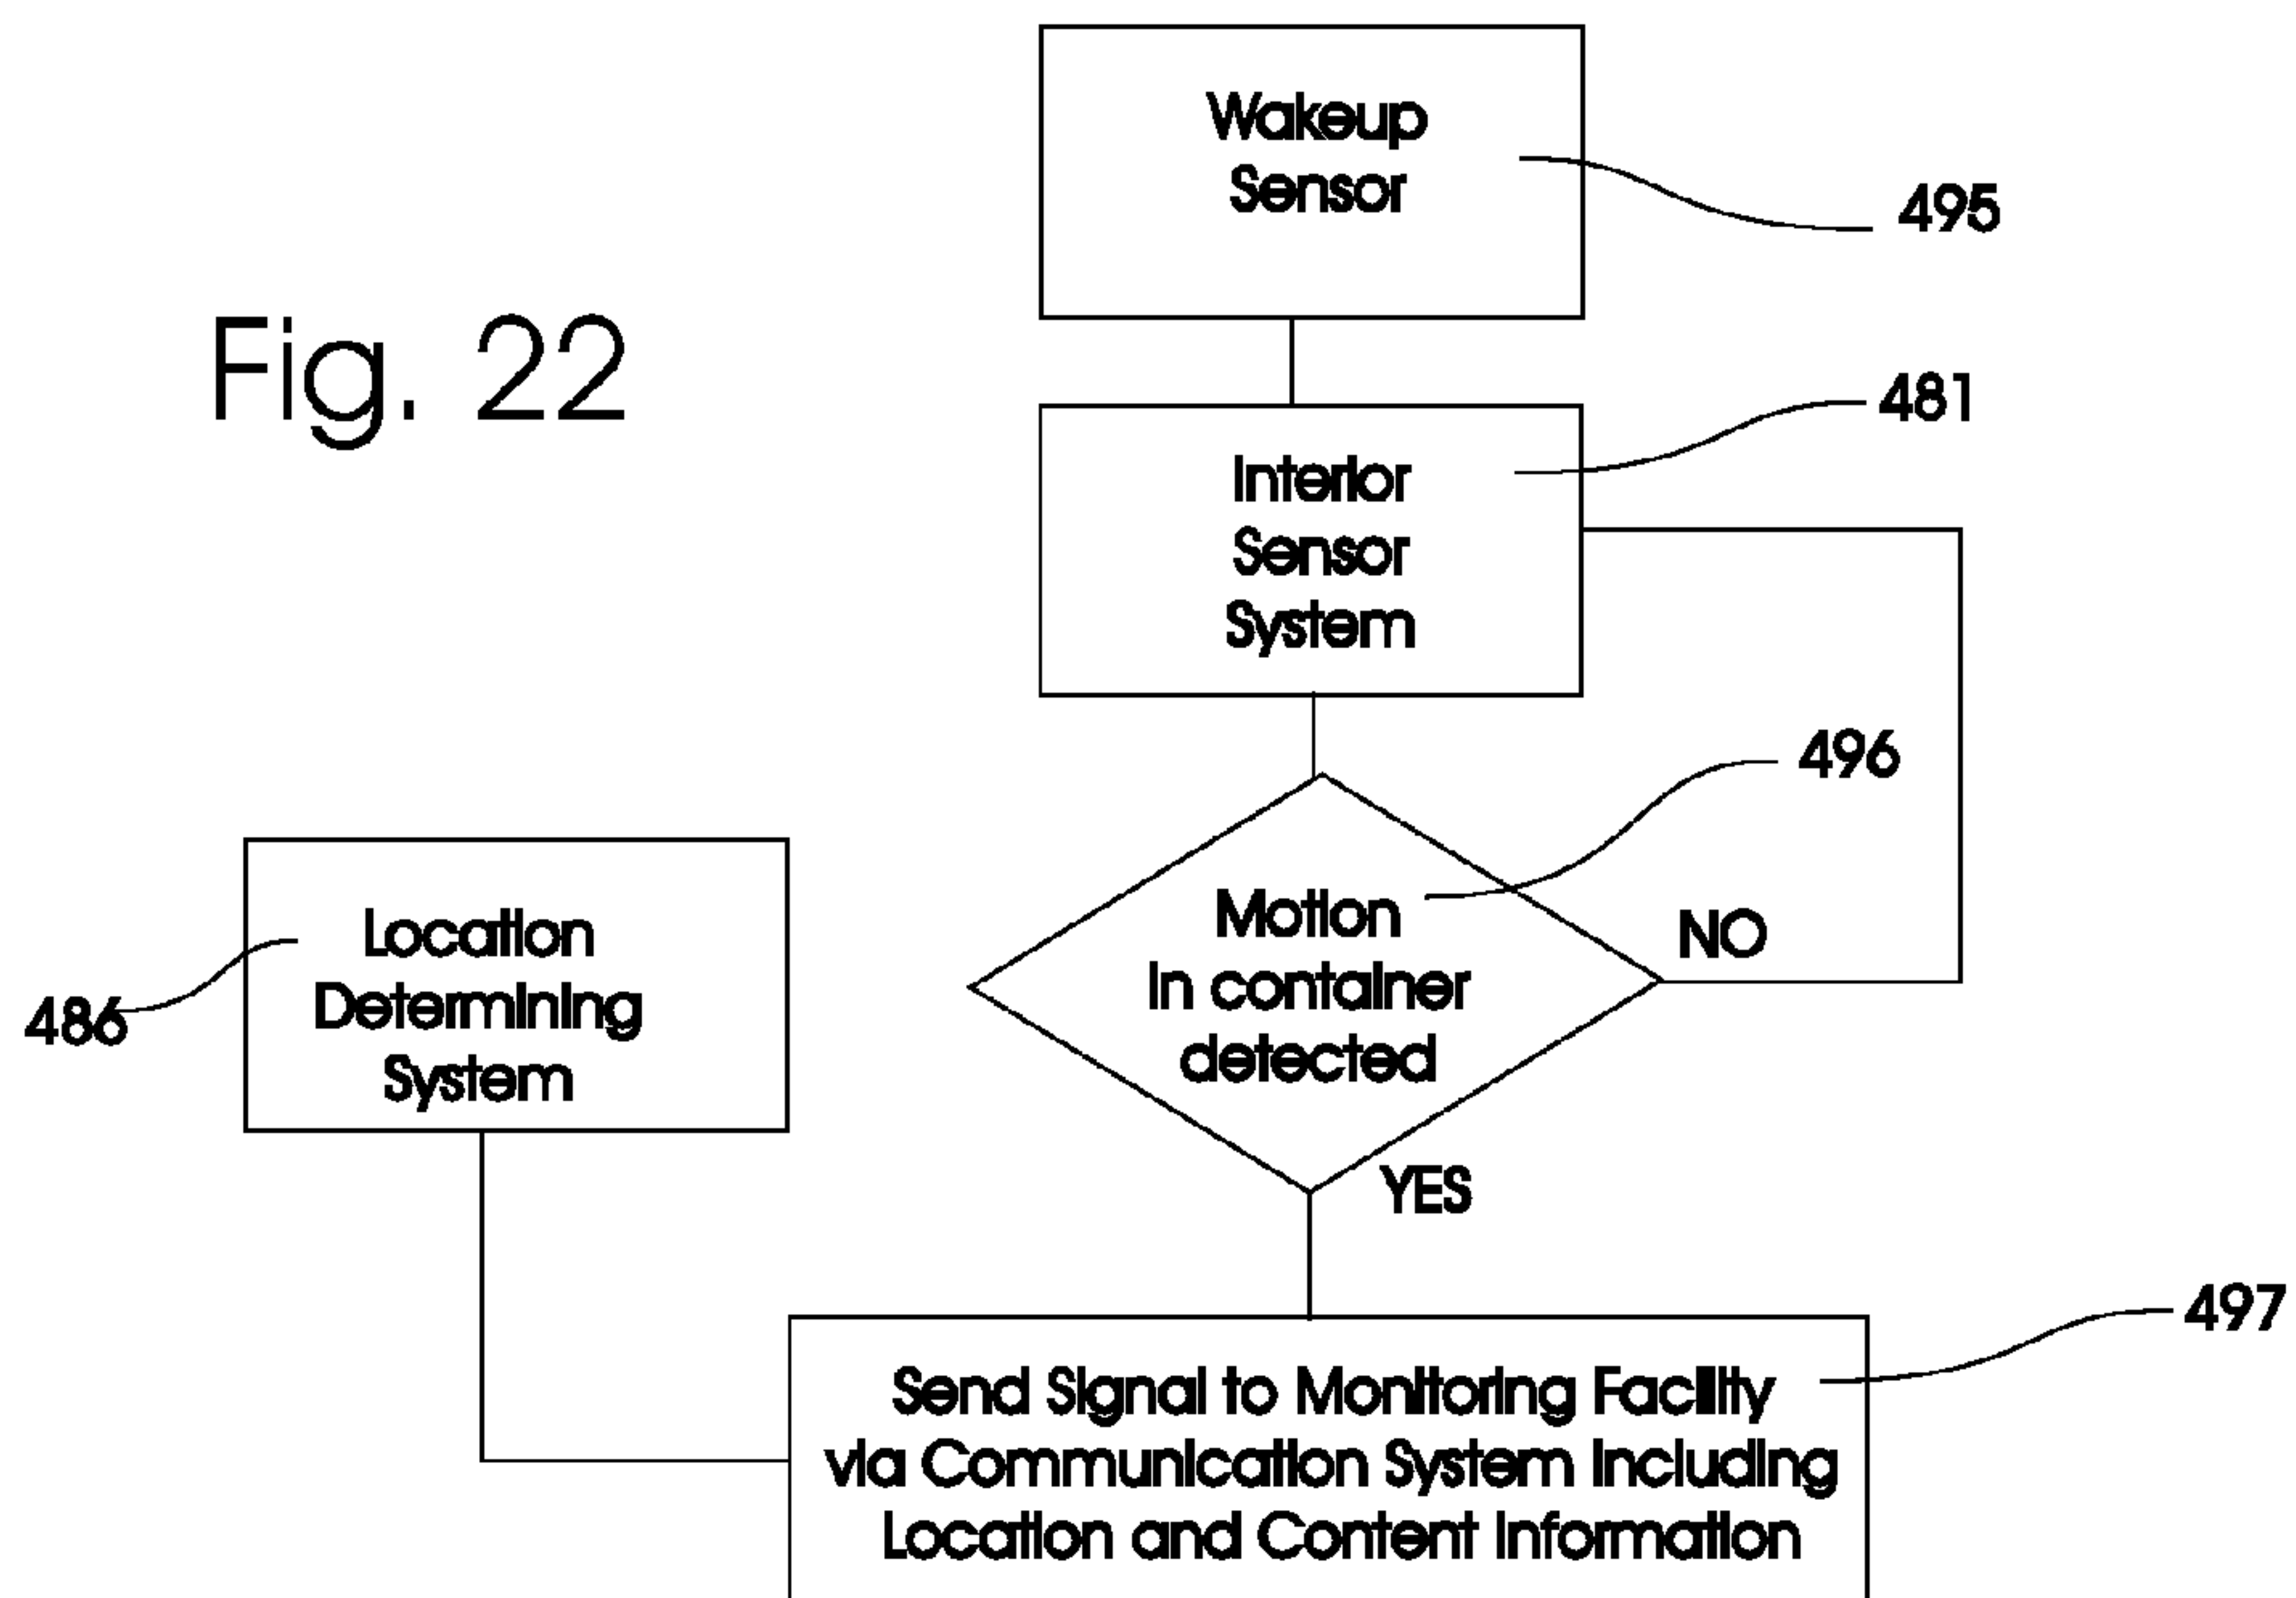 Wakeup
Sensor
495
Fig. 22
481
Interior
Sensor
System
496
Motion
in container
detected
NO
Location
Determining
System
486
YES
497
Send Signal to Monitoring Facility
via Communication System Including
Location and Content Information